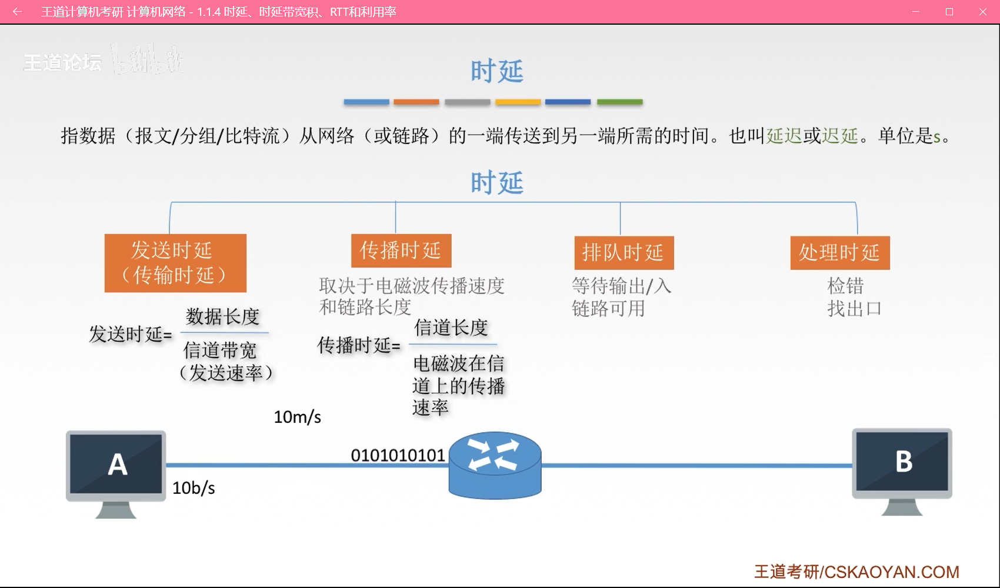 王道计算机考研 计算机网络 - 1.1.4 时延、时延带宽积、RTT和利用率
王道论坛 bilibili
时延
指数据（报文/分组/比特流）从网络（或链路）的一端传送到另一端所需的时间。也叫延迟或迟延。单位是s。
时延
发送时延
（传输时延）
传播时延
排队时延
处理时延
取决于电磁波传播速度
和链路长度
等待输出/入
链路可用
检错
找出口
发送时延=
数据长度
信道带宽
（发送速率）
传播时延=
信道长度
电磁波在信
道上的传播
速率
10m/s
0101010101
A
10b/s
B
王道考研/CSKAOYAN.COM